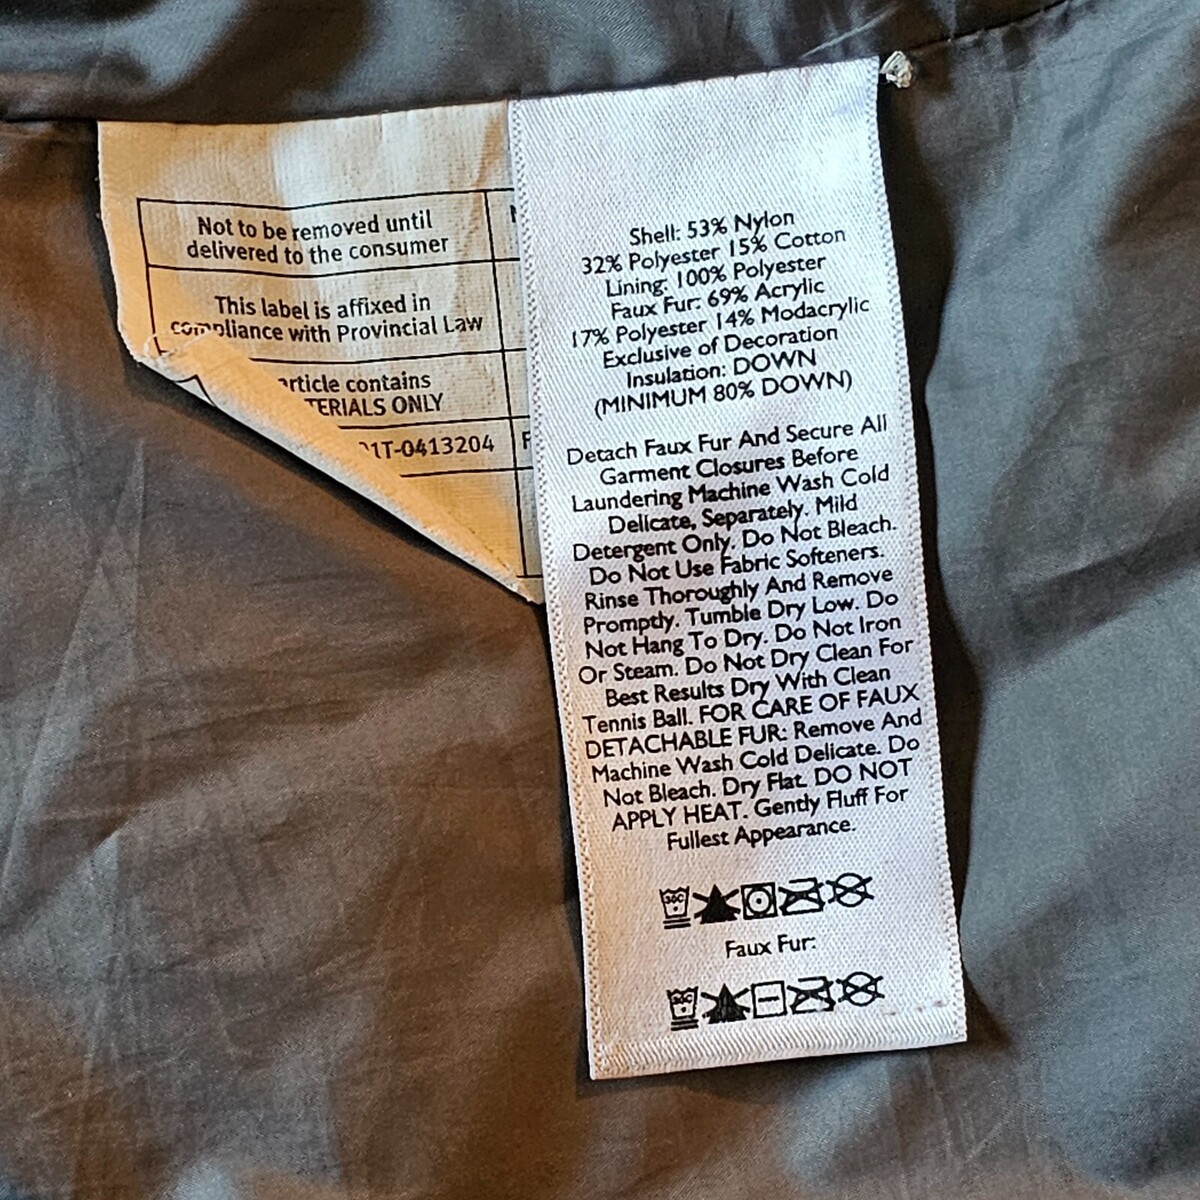 Not to be removed until
delivered to the consumer
This label is affixed in
compliance with Provincial Law
article contains
MATERIALS ONLY
1T-0413204
Shell: 53% Nylon
32% Polyester 15% Cotton
Lining: 100% Polyester
Faux Fur: 69% Acrylic
17% Polyester 14% Modacrylic
Exclusive of Decoration
Insulation: DOWN
(MINIMUM 80% DOWN)
Detach Faux Fur And Secure All
Garment Closures Before
Laundering Machine Wash Cold
Delicate, Separately. Mild
Detergent Only. Do Not Bleach.
Do Not Use Fabric Softeners.
Rinse Thoroughly And Remove
Promptly. Tumble Dry Low. Do
Not Hang To Dry. Do Not Iron
Or Steam. Do Not Dry Clean For
Best Results Dry With Clean
Tennis Ball. FOR CARE OF FAUX
DETACHABLE FUR: Remove And
Machine Wash Cold Delicate. Do
Not Bleach. Dry Flat. DO NOT
APPLY HEAT. Gently Fluff For
Fullest Appearance.
30C
Faux Fur:
30C